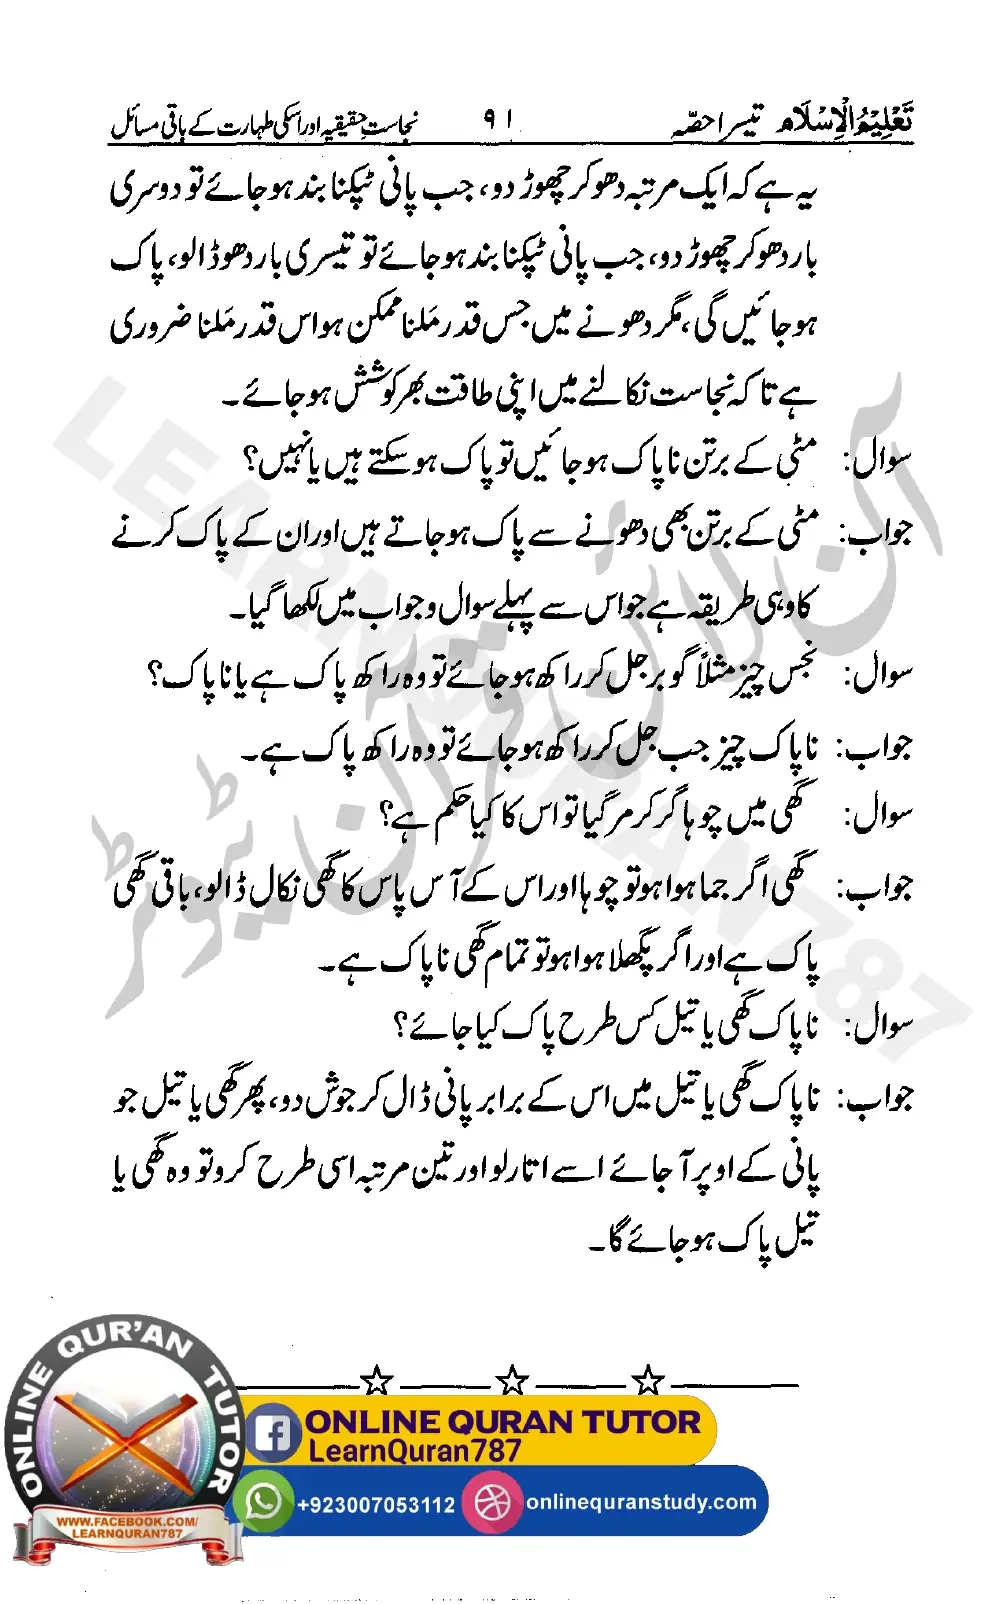 تَعْلِیْمُ الْاِسْلَام تیسرا حصّہ ۹۱ نجاستِ حقیقیہ اور اسکی طہارت کے باقی مسائل
یہ ہے کہ ایک مرتبہ دھو کر چھوڑ دو، جب پانی ٹپکنا بند ہو جائے تو دوسری
بار دھو کر چھوڑ دو، جب پانی ٹپکنا بند ہو جائے تو تیسری بار دھو ڈالو، پاک
ہو جائیں گی، مگر دھونے میں جس قدر مَلنا ممکن ہو اس قدر مَلنا ضروری
ہے تاکہ نجاست نکالنے میں اپنی طاقت بھر کوشش ہو جائے۔
سوال: مٹی کے برتن ناپاک ہو جائیں تو پاک ہو سکتے ہیں یا نہیں؟
جواب: مٹی کے برتن بھی دھونے سے پاک ہو جاتے ہیں اور ان کے پاک کرنے
کا وہی طریقہ ہے جو اس سے پہلے سوال و جواب میں لکھا گیا۔
سوال: نجس چیز مثلاً گوبر جل کر راکھ ہو جائے تو وہ راکھ پاک ہے یا ناپاک؟
جواب: ناپاک چیز جب جل کر راکھ ہو جائے تو وہ راکھ پاک ہے۔
سوال: گھی میں چوہا گر کر مر گیا تو اس کا کیا حکم ہے؟
جواب: گھی اگر جما ہوا ہو تو چوہا اور اس کے آس پاس کا گھی نکال ڈالو، باقی گھی
پاک ہے اور اگر پگھلا ہوا ہو تو تمام گھی ناپاک ہے۔
سوال: ناپاک گھی یا تیل کس طرح پاک کیا جائے؟
جواب: ناپاک گھی یا تیل میں اس کے برابر پانی ڈال کر جوش دو، پھر گھی یا تیل جو
پانی کے اوپر آ جائے اسے اتار لو اور تین مرتبہ اسی طرح کرو تو وہ گھی یا
تیل پاک ہو جائے گا۔
LEARNQURAN787
آن لائن قرآن ٹیوٹر
ONLINE QUR'AN TUTOR
WWW.FACEBOOK.COM/
LEARNQURAN787
ONLINE QURAN TUTOR
LearnQuran787
+923007053112 onlinequranstudy.com